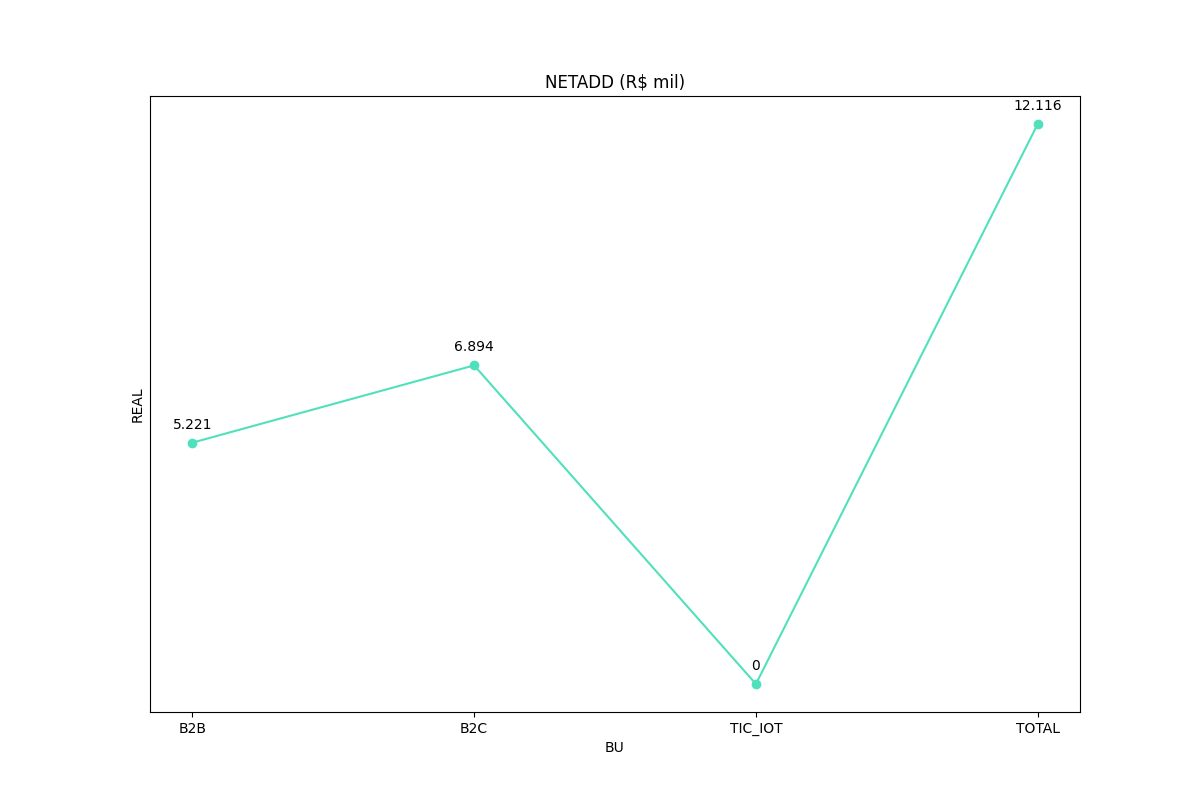 NETADD (R$ mil)
12.116
6.894
5.221
0
REAL
B2B
B2C
TIC_IOT
TOTAL
BU